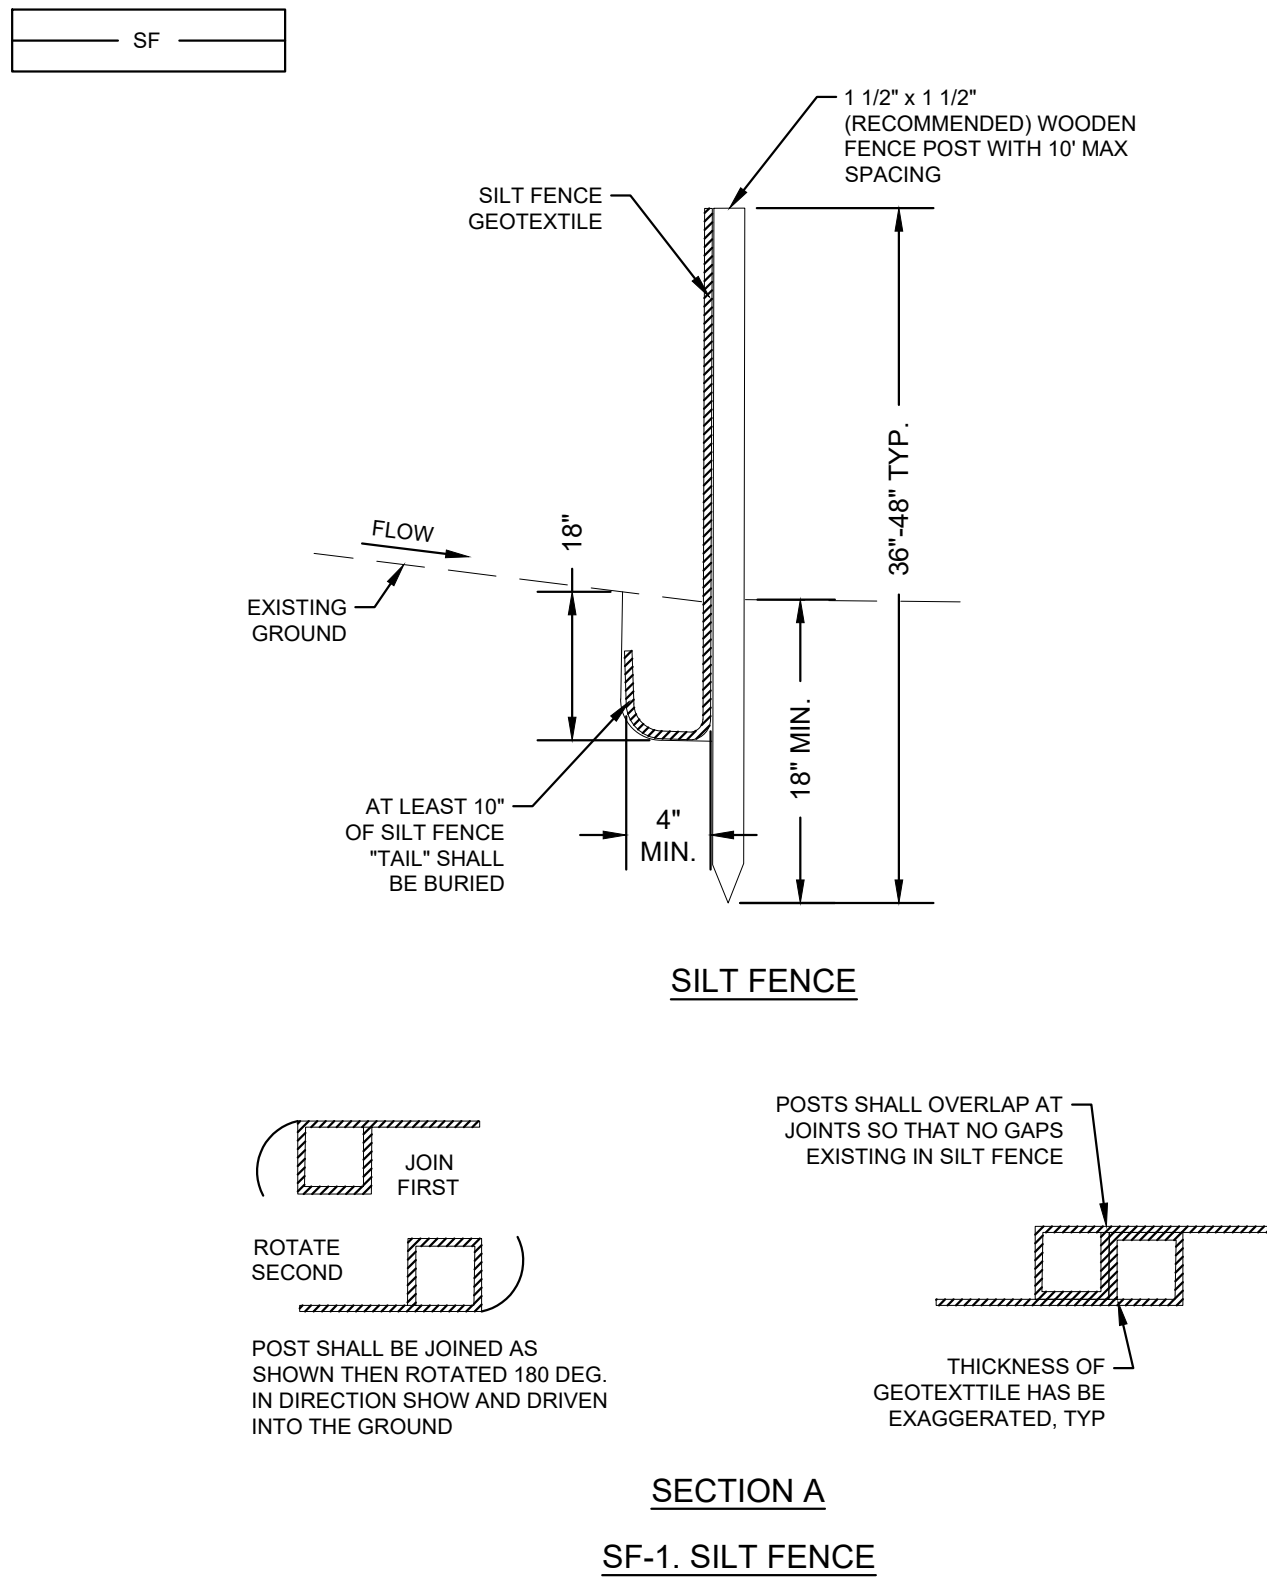 SF
1 1/2" x 1 1/2"
(RECOMMENDED) WOODEN
FENCE POST WITH 10' MAX
SPACING
SILT FENCE
GEOTEXTILE
36"-48" TYP.
FLOW
18"
EXISTING
GROUND
18" MIN.
AT LEAST 10"
OF SILT FENCE
"TAIL" SHALL
BE BURIED
4"
MIN.
SILT FENCE
JOIN
FIRST
ROTATE
SECOND
POST SHALL BE JOINED AS
SHOWN THEN ROTATED 180 DEG.
IN DIRECTION SHOW AND DRIVEN
INTO THE GROUND
POSTS SHALL OVERLAP AT
JOINTS SO THAT NO GAPS
EXISTING IN SILT FENCE
THICKNESS OF
GEOTEXTTILE HAS BE
EXAGGERATED, TYP
SECTION A
SF-1. SILT FENCE